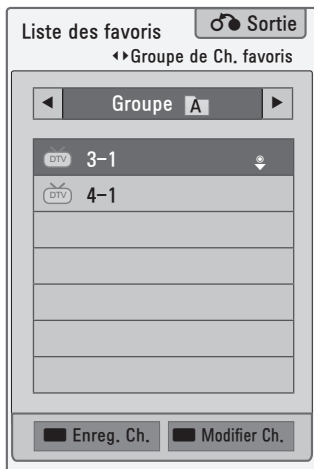 Liste des favoris
Sortie
Groupe de Ch. favoris
Groupe A
DTV 3-1
DTV 4-1
Enreg. Ch. Modifier Ch.